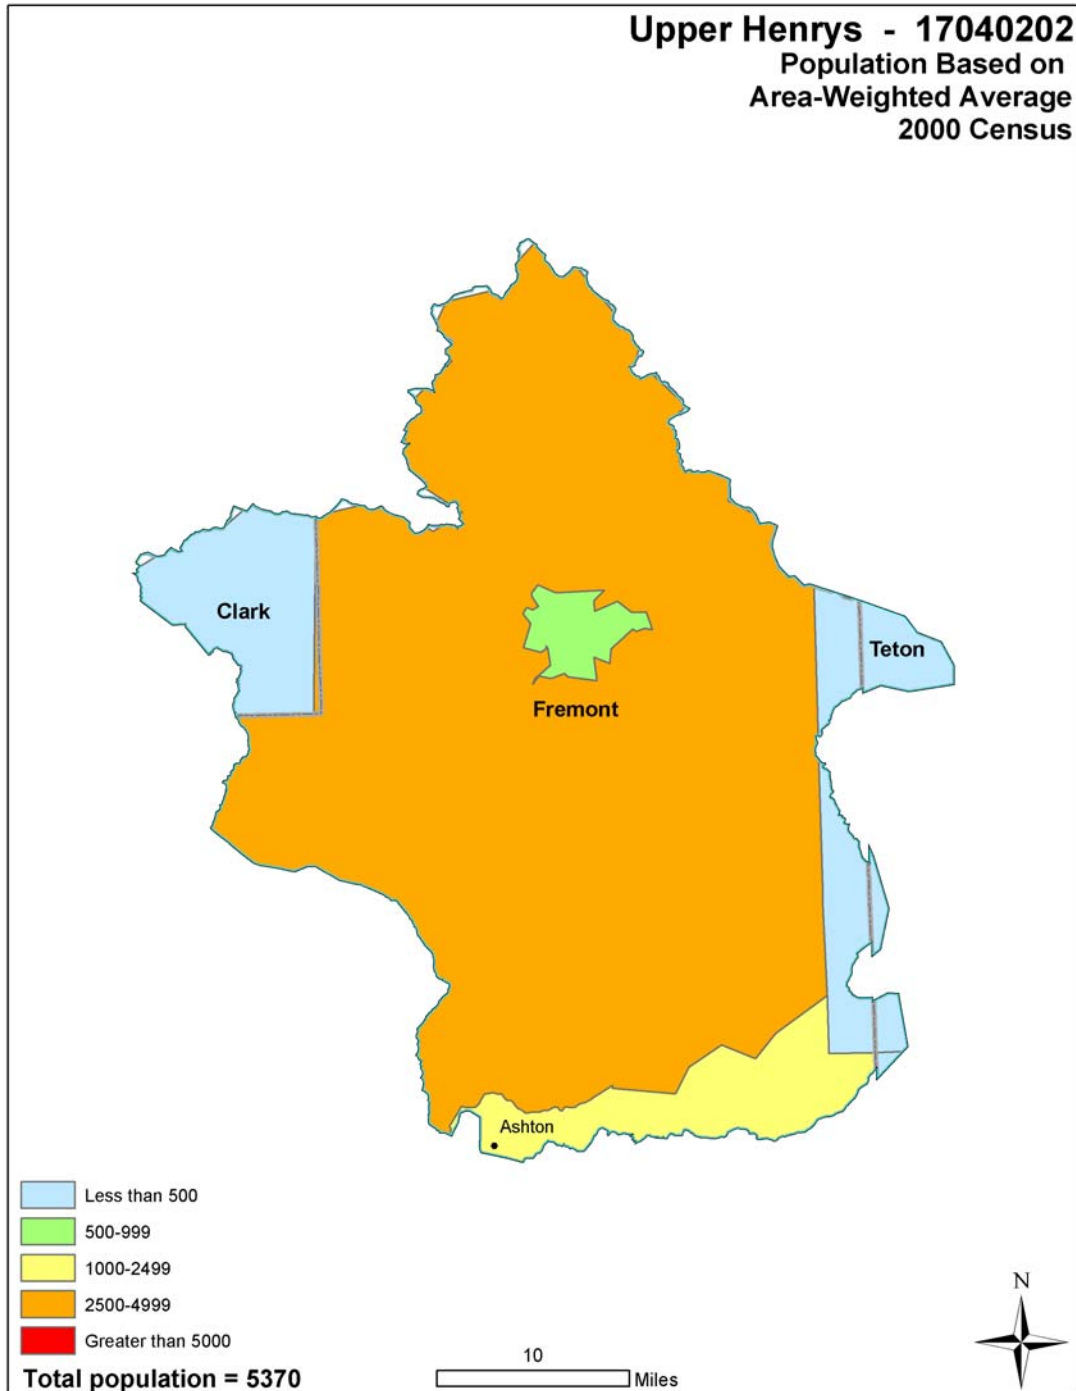 Upper Henrys - 17040202
Population Based on
Area-Weighted Average
2000 Census
Clark
Teton
Fremont
Ashton
Less than 500
500-999
1000-2499
2500-4999
Greater than 5000
Total population = 5370
10
Miles
N